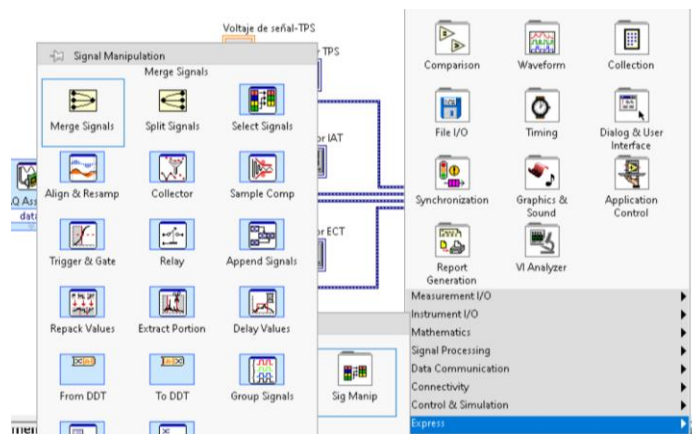 Voltaje de señal-TPS
TPS
Signal Manipulation
Merge Signals
Merge Signals
Split Signals
Select Signals
Align & Resamp
Collector
Sample Comp
Trigger & Gate
Relay
Append Signals
Repack Values
Extract Portion
Delay Values
From DDT
To DDT
Group Signals
or IAT
or ECT
Q Ass
data
Sig Manip
Comparison
Waveform
Collection
File I/O
Timing
Dialog & User
Interface
Synchronization
Graphics &
Sound
Application
Control
Report
Generation
VI Analyzer
Measurement I/O
Instrument I/O
Mathematics
Signal Processing
Data Communication
Connectivity
Control & Simulation
Express